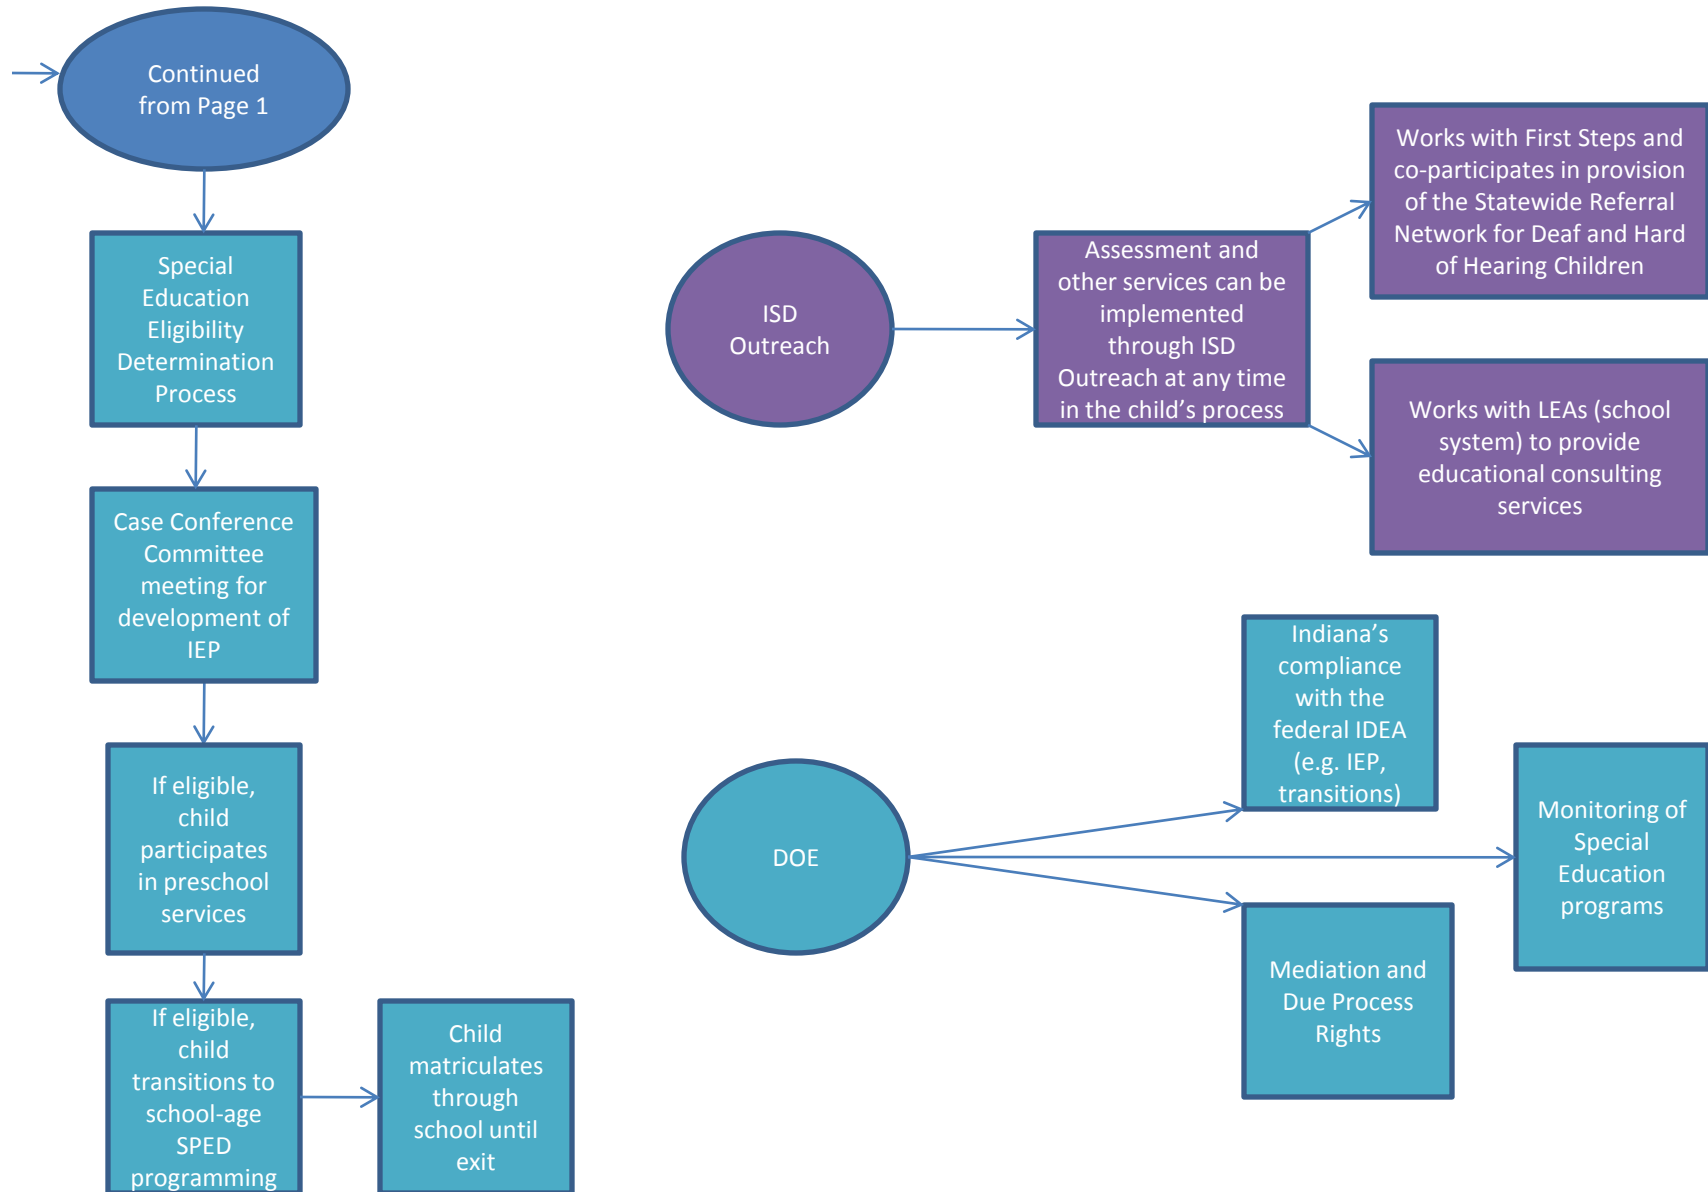 Continued
from Page 1
Special
Education
Eligibility
Determination
Process
Case Conference
Committee
meeting for
development of
IEP
If eligible,
child
participates
in preschool
services
If eligible,
child
transitions to
school-age
SPED
programming
Child
matriculates
through
school until
exit
ISD
Outreach
Assessment and
other services can be
implemented
through ISD
Outreach at any time
in the child’s process
Works with First Steps and
co-participates in provision
of the Statewide Referral
Network for Deaf and Hard
of Hearing Children
Works with LEAs (school
system) to provide
educational consulting
services
DOE
Indiana’s
compliance
with the
federal IDEA
(e.g. IEP,
transitions)
Monitoring of
Special
Education
programs
Mediation and
Due Process
Rights